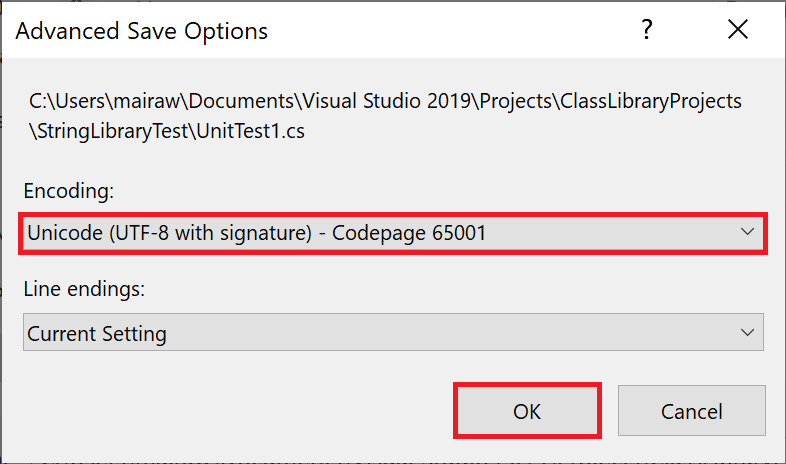 Advanced Save Options
?
C:\Users\mairaw\Documents\Visual Studio 2019\Projects\ClassLibraryProjects
\StringLibraryTest\UnitTest1.cs
Encoding:
Unicode (UTF-8 with signature) - Codepage 65001
Line endings:
Current Setting
OK
Cancel